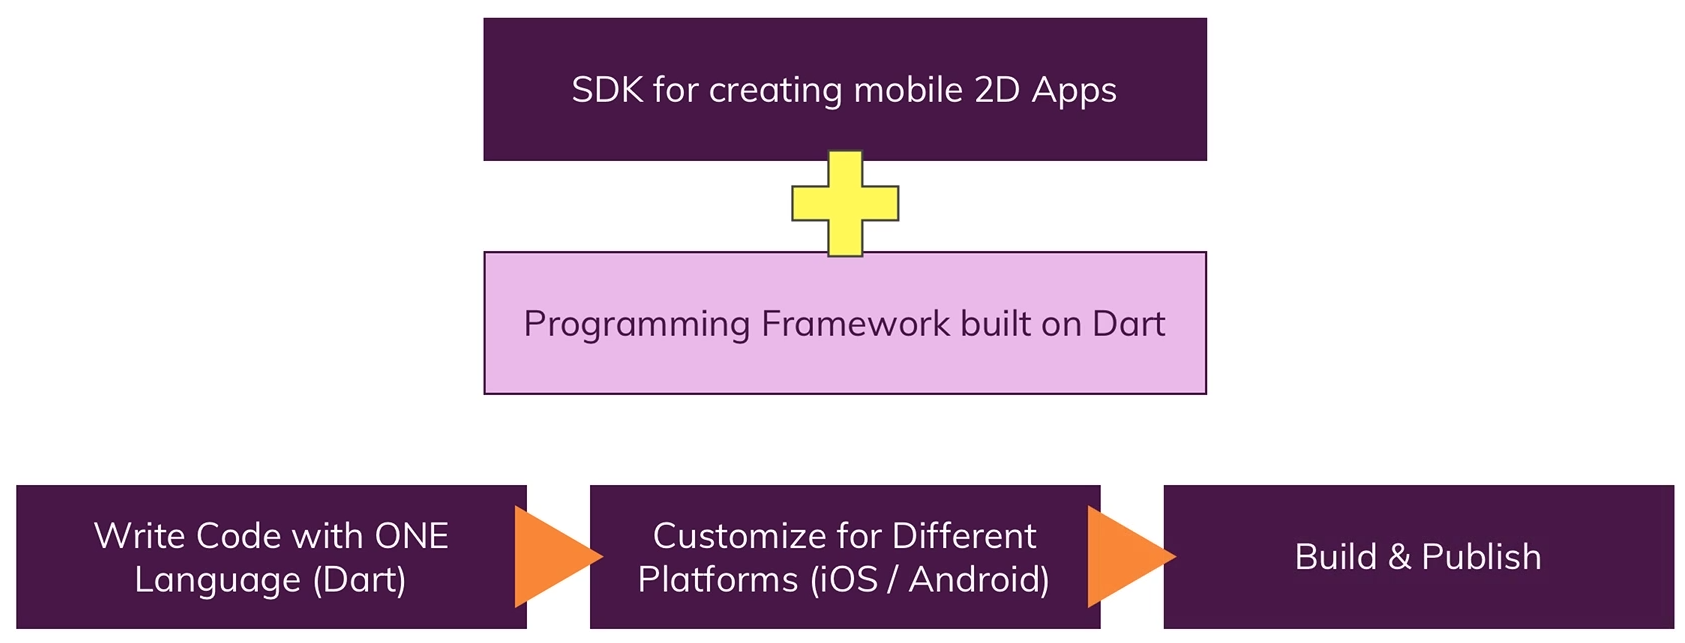 SDK for creating mobile 2D Apps
Programming Framework built on Dart
Write Code with ONE
Language (Dart)
Customize for Different
Platforms (iOS / Android)
Build & Publish